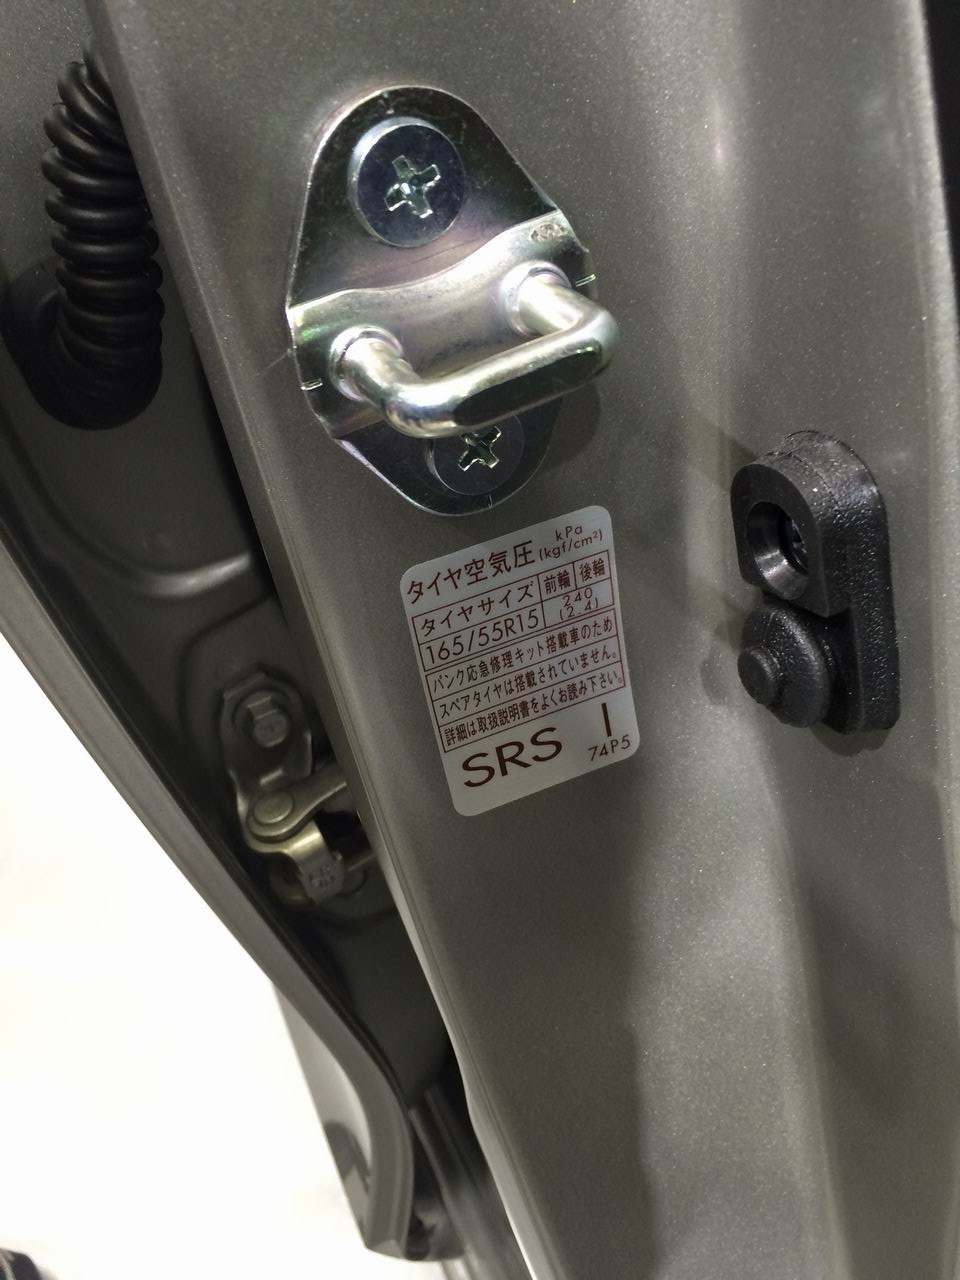 タイヤ空気圧 kPa (kgf/cm²)
タイヤサイズ 前輪 後輪
165/55R15 240 (2.4)
パンク応急修理キット搭載車のため
スペアタイヤは搭載されていません。
詳細は取扱説明書をよくお読み下さい。
SRS I
74P5